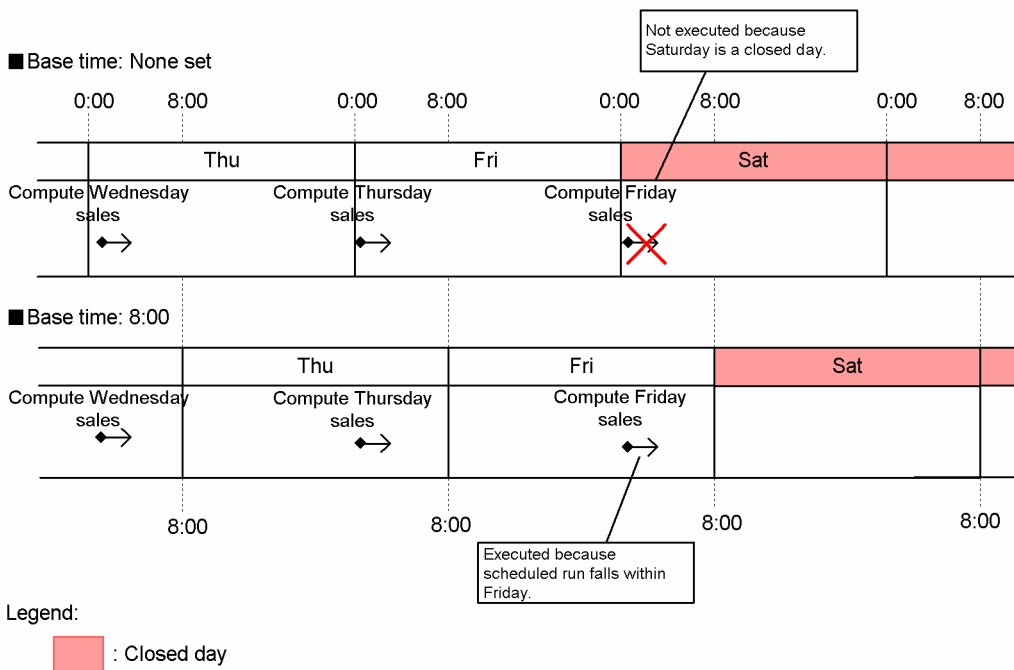 Not executed because
Saturday is a closed day.
■Base time: None set
0:00 8:00 0:00 8:00 0:00 8:00 0:00 8:00
Thu Fri Sat
Compute Wednesday
sales
Compute Thursday
sales
Compute Friday
sales
■Base time: 8:00
Thu Fri Sat
Compute Wednesday
sales
Compute Thursday
sales
Compute Friday
sales
8:00 8:00 8:00 8:00
Executed because
scheduled run falls within
Friday.
Legend:
: Closed day